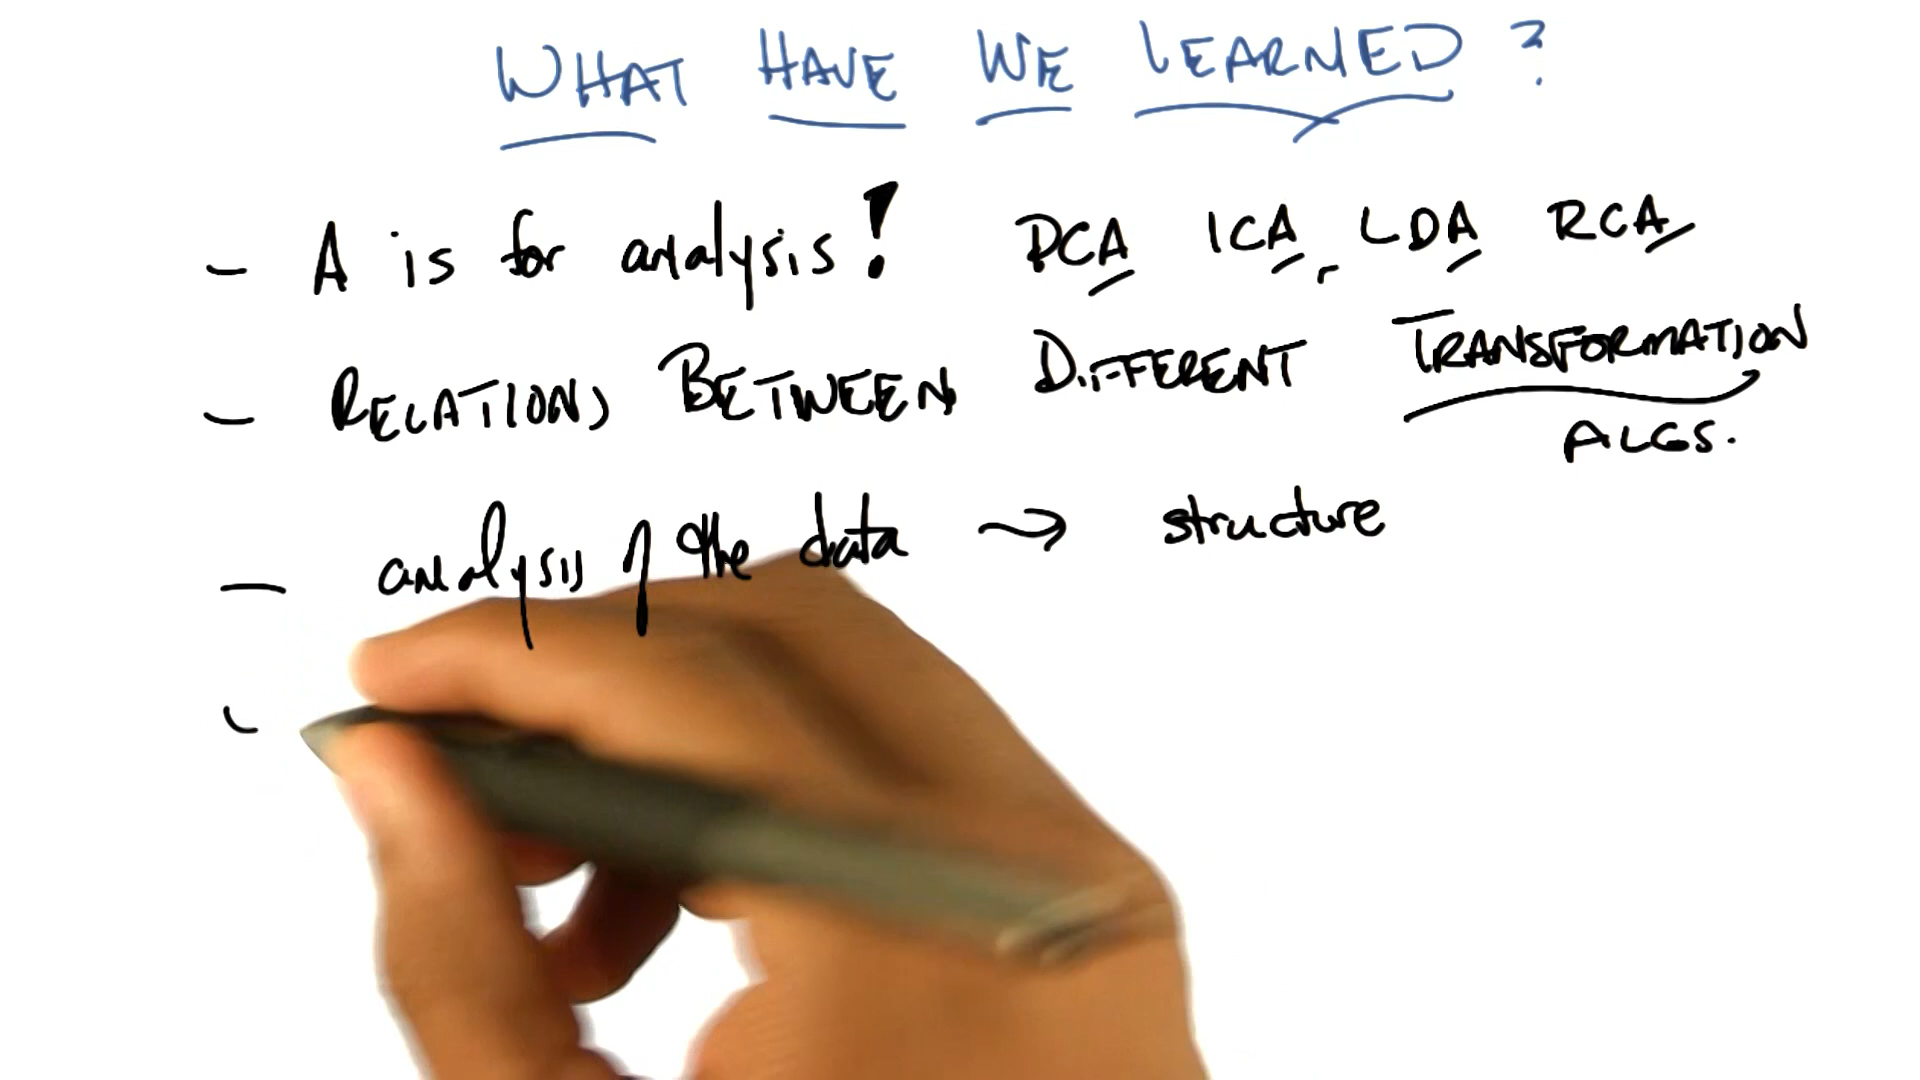 WHAT HAVE WE LEARNED?
- A is for analysis! PCA ICA, LDA RCA
- RELATIONS BETWEEN DIFFERENT TRANSFORMATION
ALGS.
- analysis of the data → structure